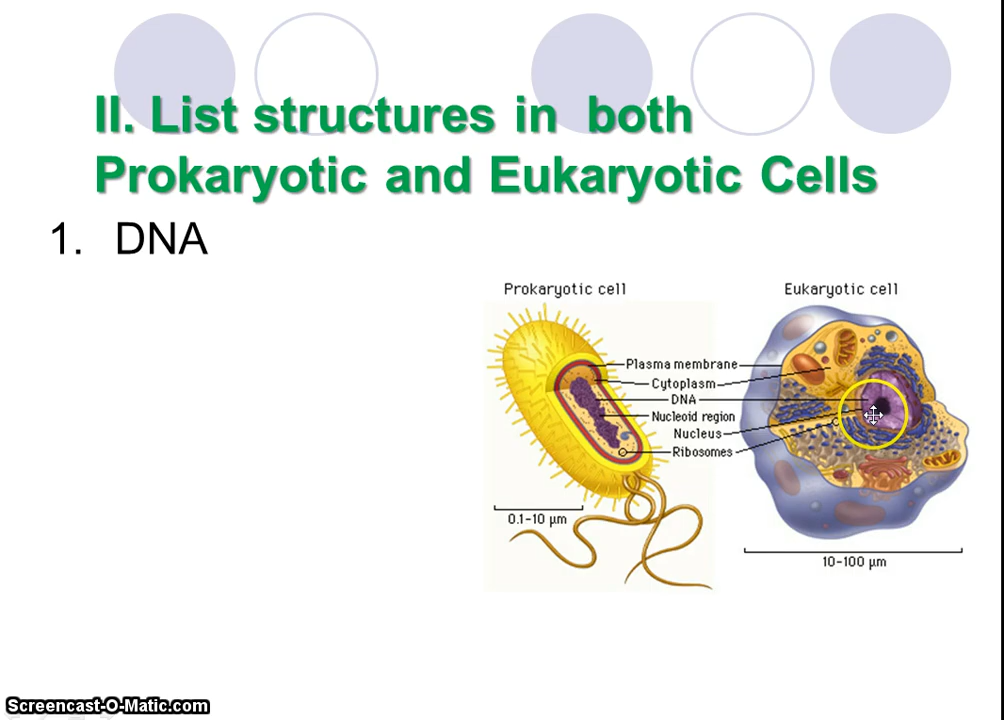 II. List structures in both
Prokaryotic and Eukaryotic Cells
1. DNA
Prokaryotic cell
Eukaryotic cell
Plasma membrane
Cytoplasm
DNA
Nucleoid region
Nucleus
Ribosomes
0.1-10 µm
10-100 µm
Screencast-O-Matic.com